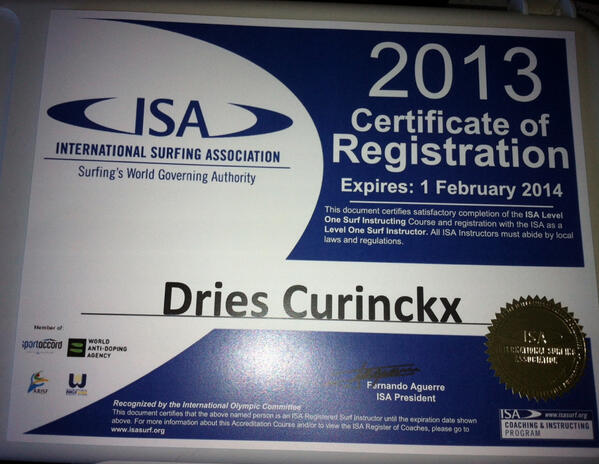 2013
Certificate of
Registration
Expires: 1 February 2014
This document certifies satisfactory completion of the ISA Level
One Surf Instructing Course and registration with the ISA as a
Level One Surf Instructor. All ISA Instructors must abide by local
laws and regulations.
ISA
INTERNATIONAL SURFING ASSOCIATION
Surfing's World Governing Authority
Dries Curinckx
Member of:
sportaccord
WORLD
ANTI-DOPING
AGENCY
ARISF
ISA
INTERNATIONAL SURFING
ASSOCIATION
Fernando Aguerre
ISA President
Recognized by the International Olympic Committee
This document certifies that the above named person is an ISA Registered Surf Instructor until the expiration date shown
above. For more information about this Accreditation Course and/or to view the ISA Register of Coaches, please go to
www.isasurf.org
ISA
www.isasurf.org
COACHING & INSTRUCTING
PROGRAM